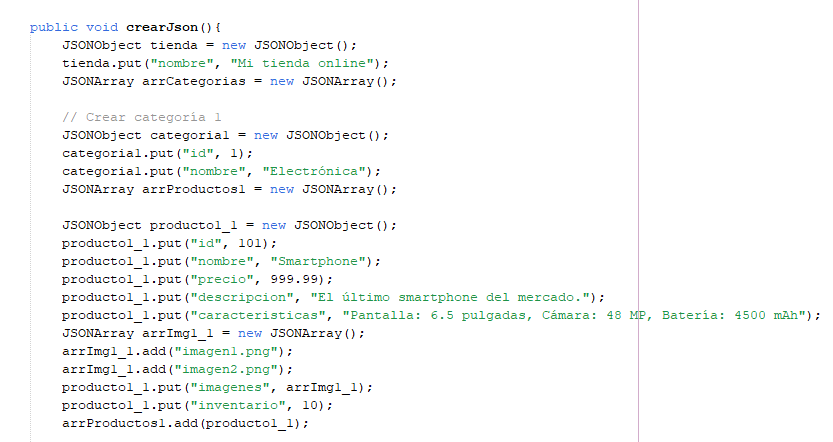 public void crearJson(){
JSONObject tienda = new JSONObject();
tienda.put("nombre", "Mi tienda online");
JSONArray arrCategorias = new JSONArray();
// Crear categoría 1
JSONObject categoria1 = new JSONObject();
categoria1.put("id", 1);
categoria1.put("nombre", "Electrónica");
JSONArray arrProductos1 = new JSONArray();
JSONObject producto1_1 = new JSONObject();
producto1_1.put("id", 101);
producto1_1.put("nombre", "Smartphone");
producto1_1.put("precio", 999.99);
producto1_1.put("descripcion", "El último smartphone del mercado.");
producto1_1.put("caracteristicas", "Pantalla: 6.5 pulgadas, Cámara: 48 MP, Batería: 4500 mAh");
JSONArray arrImg1_1 = new JSONArray();
arrImg1_1.add("imagen1.png");
arrImg1_1.add("imagen2.png");
producto1_1.put("imagenes", arrImg1_1);
producto1_1.put("inventario", 10);
arrProductos1.add(producto1_1);